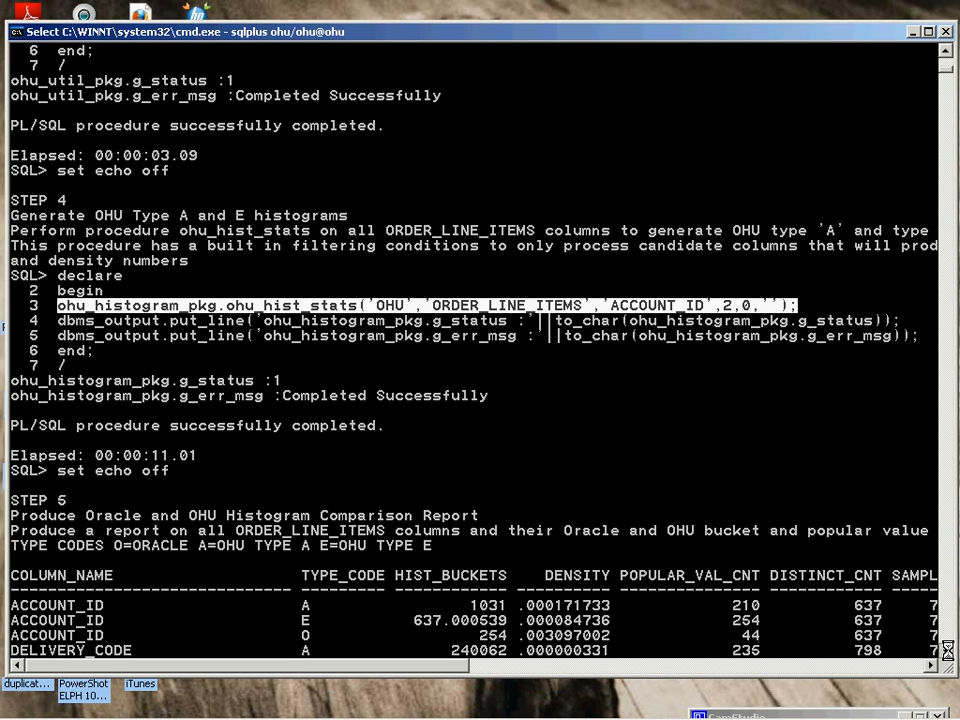 Select C:\WINNT\system32\cmd.exe - sqlplus ohu/ohu@ohu
6 end;
7 /
ohu_util_pkg.g_status :1
ohu_util_pkg.g_err_msg :Completed Successfully
PL/SQL procedure successfully completed.
Elapsed: 00:00:03.09
SQL> set echo off
STEP 4
Generate OHU Type A and E histograms
Perform procedure ohu_hist_stats on all ORDER_LINE_ITEMS columns to generate OHU type 'A' and type
This procedure has a built in filtering conditions to only process candidate columns that will prod
and density numbers
SQL> declare
2 begin
3 ohu_histogram_pkg.ohu_hist_stats('OHU','ORDER_LINE_ITEMS','ACCOUNT_ID',2,0,'');
4 dbms_output.put_line('ohu_histogram_pkg.g_status :'||to_char(ohu_histogram_pkg.g_status));
5 dbms_output.put_line('ohu_histogram_pkg.g_err_msg :'||to_char(ohu_histogram_pkg.g_err_msg));
6 end;
7 /
ohu_histogram_pkg.g_status :1
ohu_histogram_pkg.g_err_msg :Completed Successfully
PL/SQL procedure successfully completed.
Elapsed: 00:00:11.01
SQL> set echo off
STEP 5
Produce Oracle and OHU Histogram Comparison Report
Produce a report on all ORDER_LINE_ITEMS columns and their Oracle and OHU bucket and popular value
TYPE CODES O=ORACLE A=OHU TYPE A E=OHU TYPE E
COLUMN_NAME TYPE_CODE HIST_BUCKETS DENSITY POPULAR_VAL_CNT DISTINCT_CNT SAMPL
ACCOUNT_ID A 1031 .000171733 210 637 7
ACCOUNT_ID E 637.000539 .000084736 254 637 7
ACCOUNT_ID O 254 .003097002 44 637 7
DELIVERY_CODE A 240062 .000000331 235 798 7
duplicat... PowerShot iTunes
ELPH 10...
CamStudio